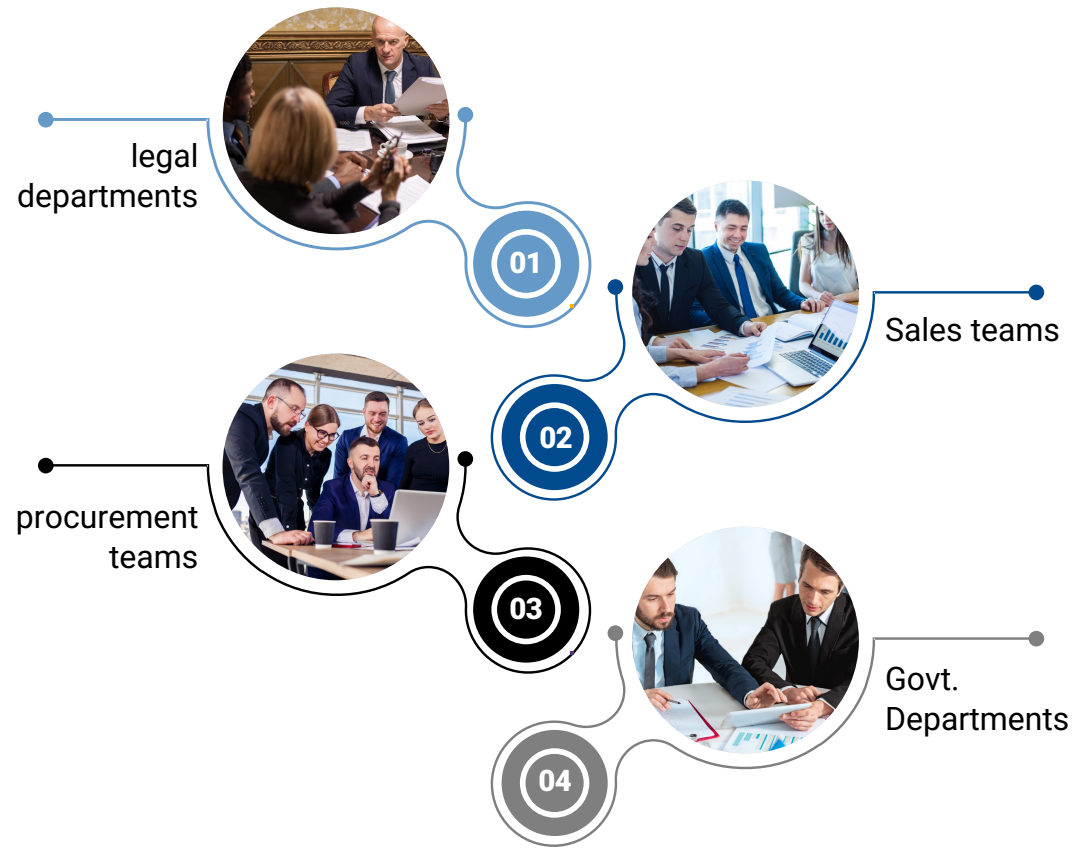 legal
departments
01
Sales teams
02
procurement
teams
03
Govt.
Departments
04